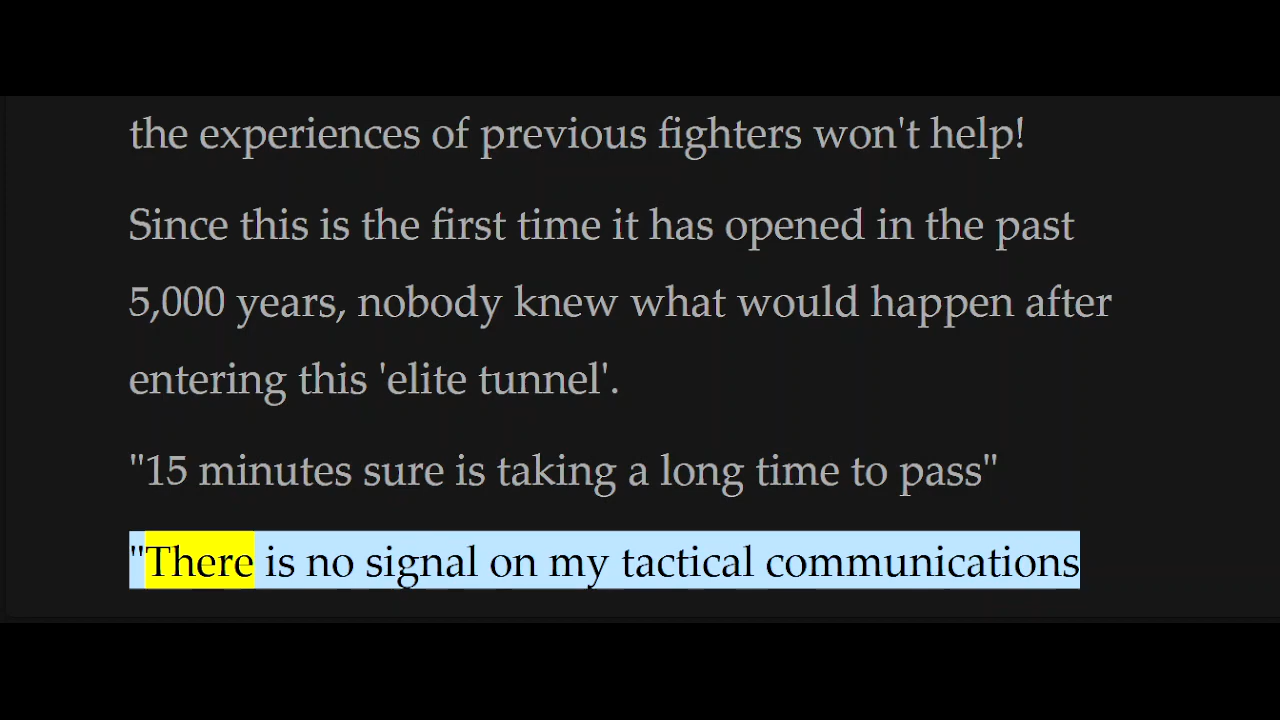 the experiences of previous fighters won't help!
Since this is the first time it has opened in the past
5,000 years, nobody knew what would happen after
entering this 'elite tunnel'.
"15 minutes sure is taking a long time to pass"
"There is no signal on my tactical communications